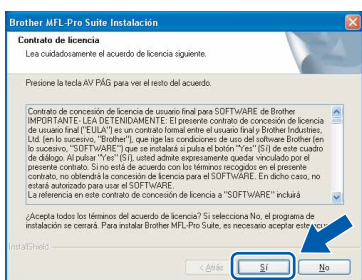 Brother MFL-Pro Suite Instalación
Contrato de licencia
Lea cuidadosamente el acuerdo de licencia siguiente.
Presione la tecla AV PÁG para ver el resto del acuerdo.
Contrato de concesión de licencia de usuario final para SOFTWARE de Brother
IMPORTANTE - LEA DETENIDAMENTE: El presente contrato de concesión de licencia
de usuario final ("EULA") es un contrato formal entre el usuario final y Brother Industries,
Ltd. (en lo sucesivo, "Brother"), que rige las condiciones de uso del software Brother (en
lo sucesivo, "SOFTWARE") que se instalará si pulsa el botón "Yes" (Sí) de este cuadro
de diálogo. Al pulsar "Yes" (Sí), usted admite expresamente quedar vinculado por el
presente contrato. Si no está de acuerdo con los términos recogidos en el presente
contrato, no obtendrá la concesión licencia para el SOFTWARE. En dicho caso, no
estará autorizado para usar el SOFTWARE.
La referencia en este contrato de concesión de licencia a "SOFTWARE" incluirá
¿Acepta todos los términos del acuerdo de licencia? Si selecciona No, el programa de
instalación se cerrará. Para instalar Brother MFL-Pro Suite, es necesario aceptar este
InstallShield
< Atrás
Sí
No